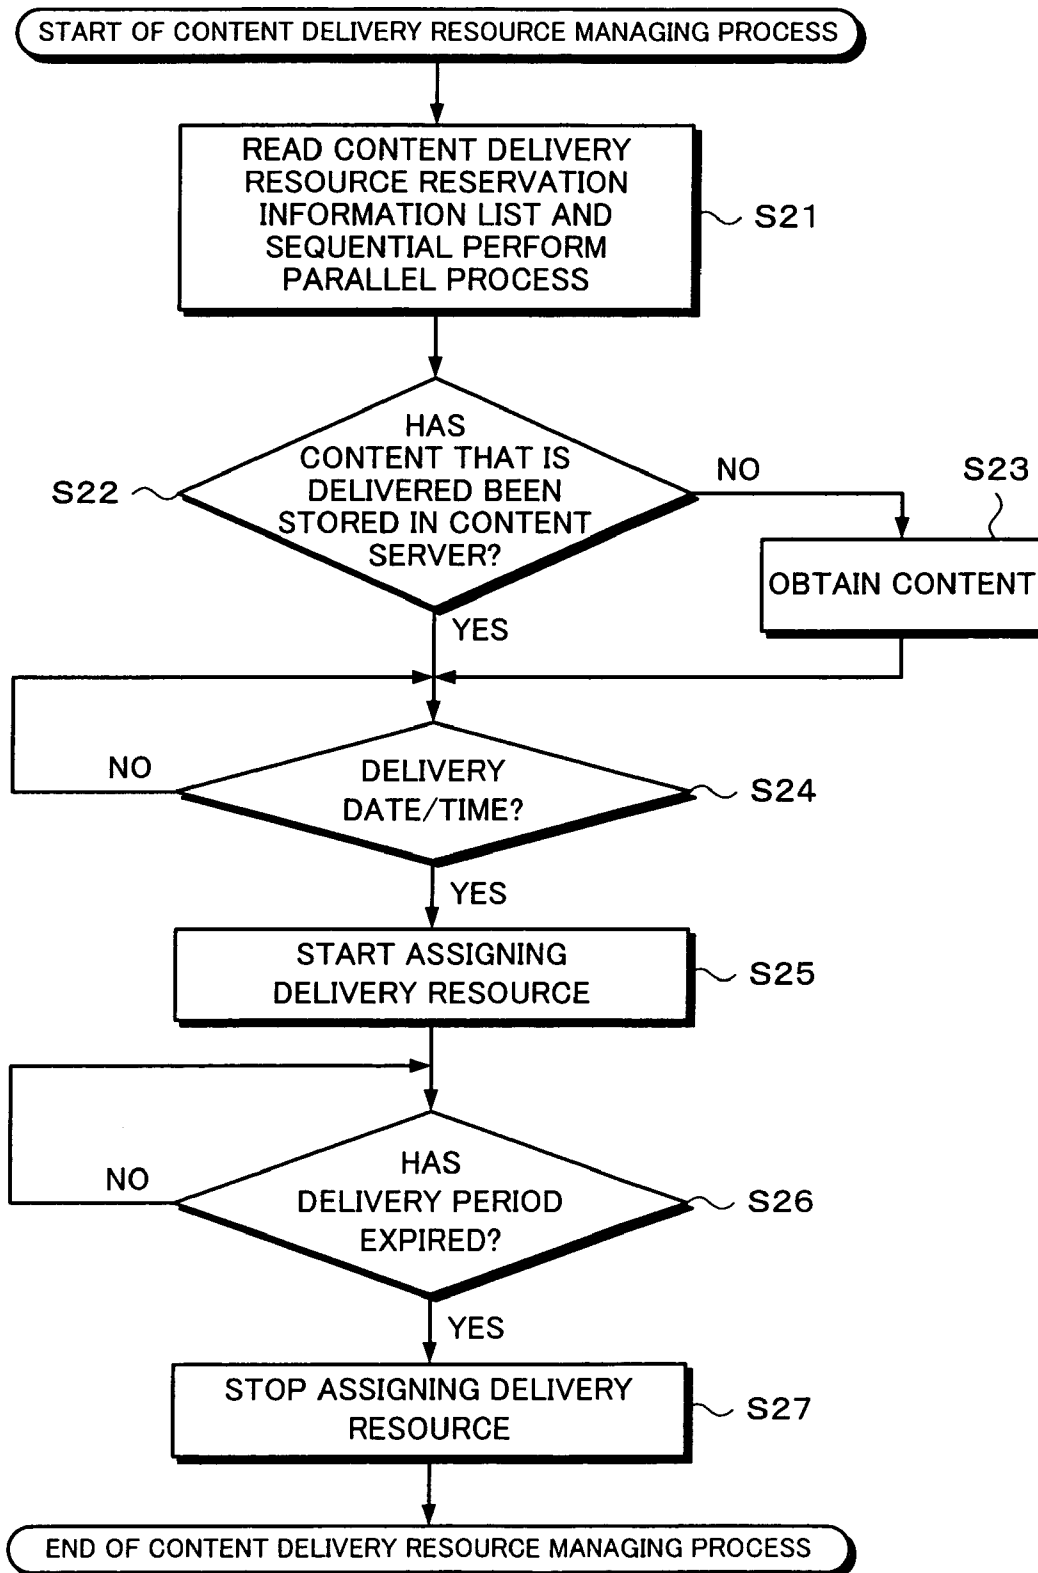 START OF CONTENT DELIVERY RESOURCE MANAGING PROCESS
READ CONTENT DELIVERY
RESOURCE RESERVATION
INFORMATION LIST AND
SEQUENTIAL PERFORM
PARALLEL PROCESS
S21
HAS
CONTENT THAT IS
DELIVERED BEEN
STORED IN CONTENT
SERVER?
S22
NO
S23
OBTAIN CONTENT
YES
NO
DELIVERY
DATE/TIME?
S24
YES
START ASSIGNING
DELIVERY RESOURCE
S25
NO
HAS
DELIVERY PERIOD
EXPIRED?
S26
YES
STOP ASSIGNING DELIVERY
RESOURCE
S27
END OF CONTENT DELIVERY RESOURCE MANAGING PROCESS